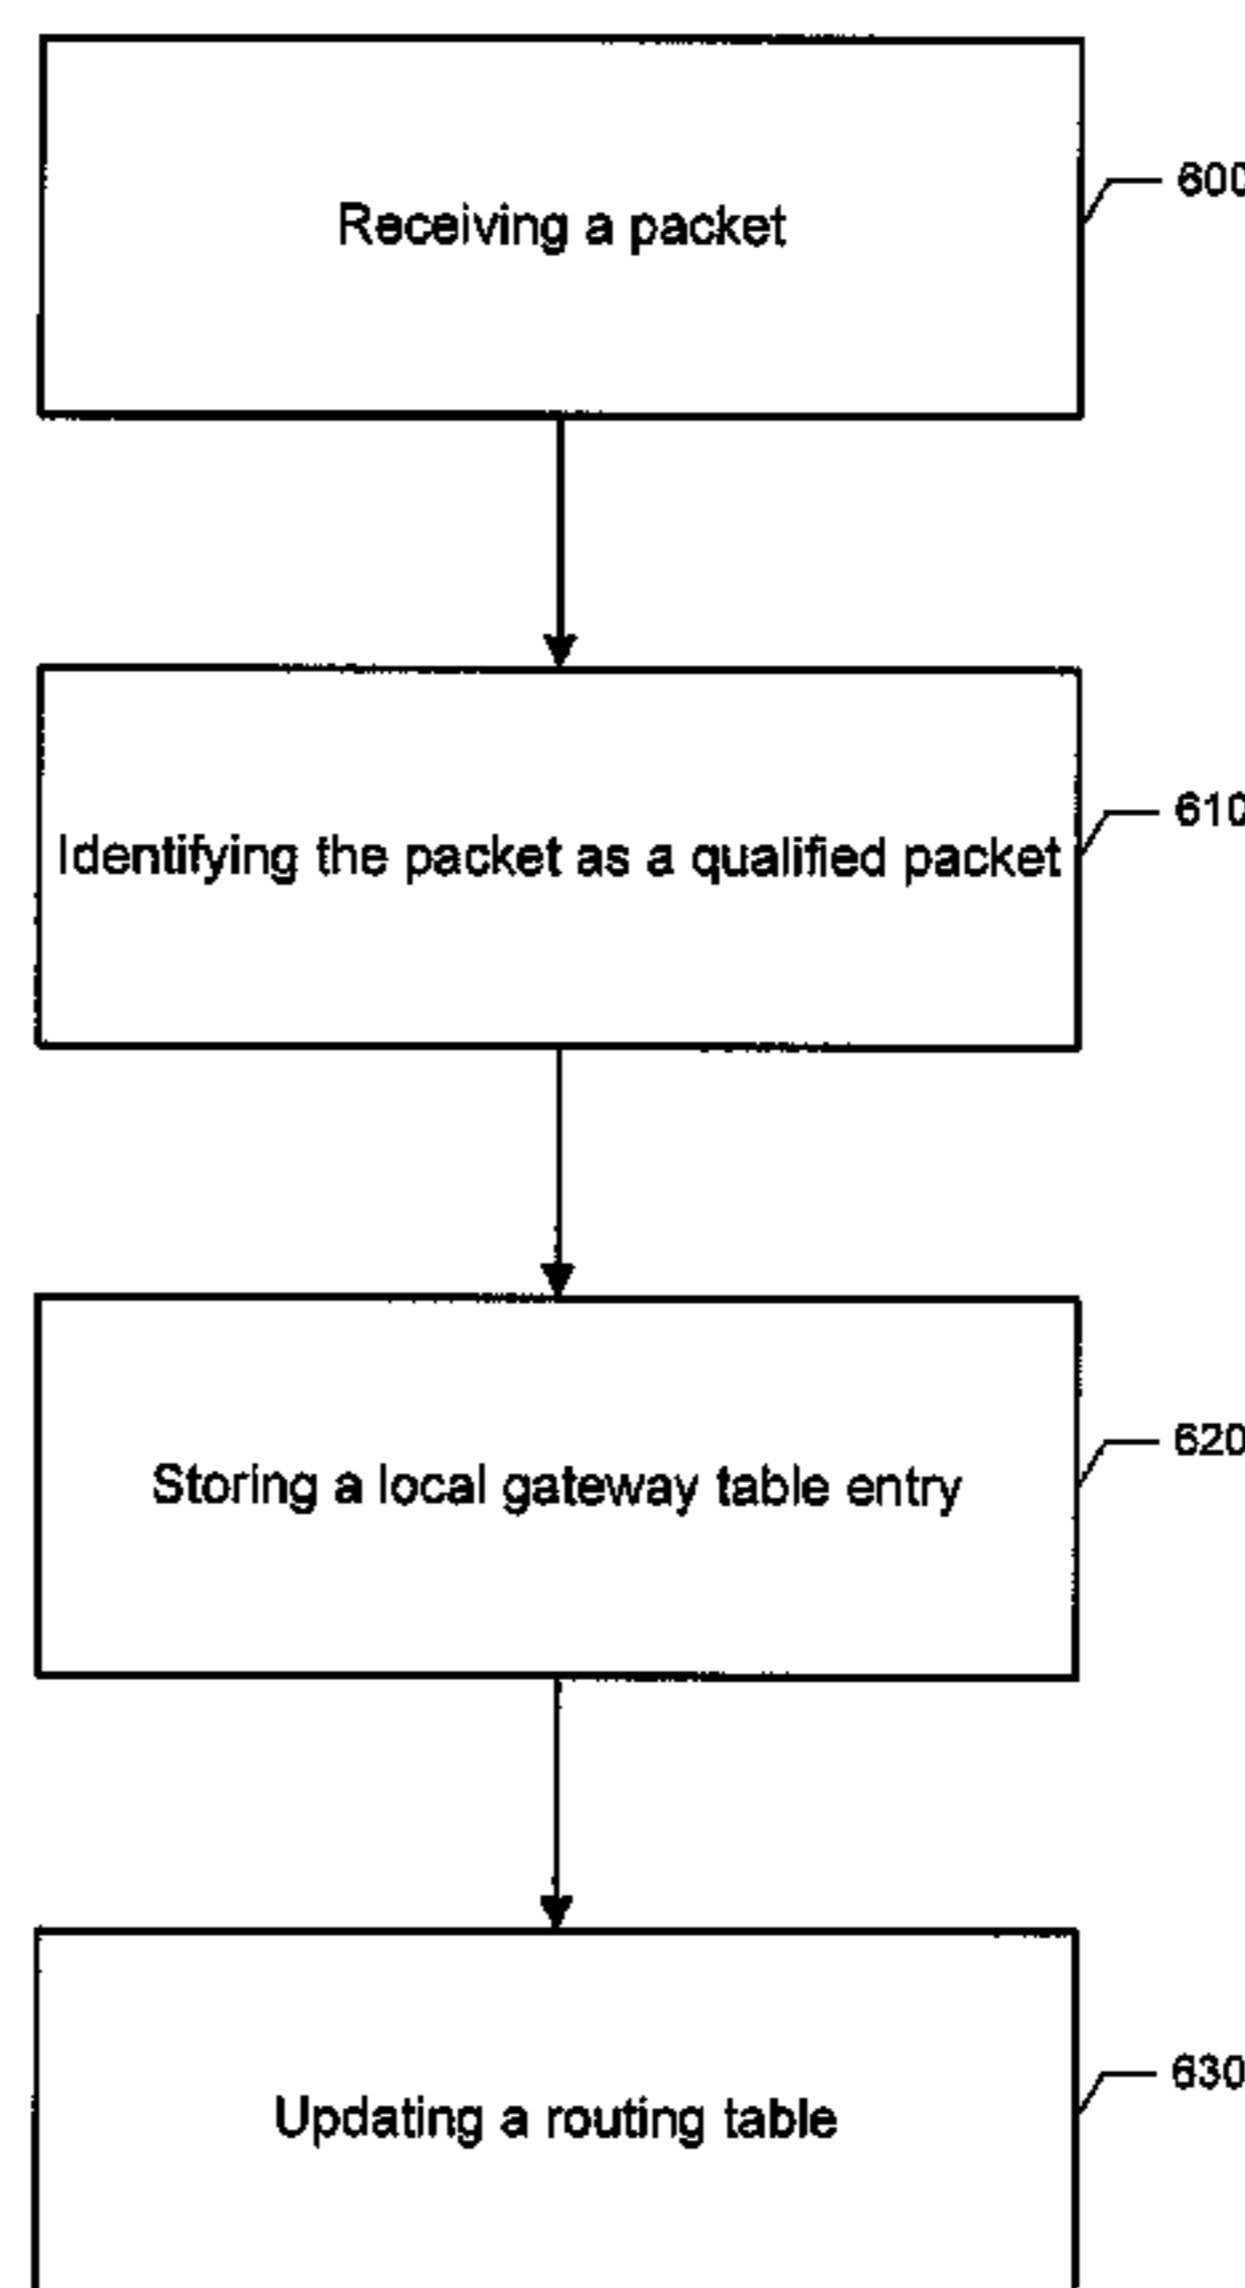 Receiving a packet
600
Identifying the packet as a qualified packet
610
Storing a local gateway table entry
620
Updating a routing table
630